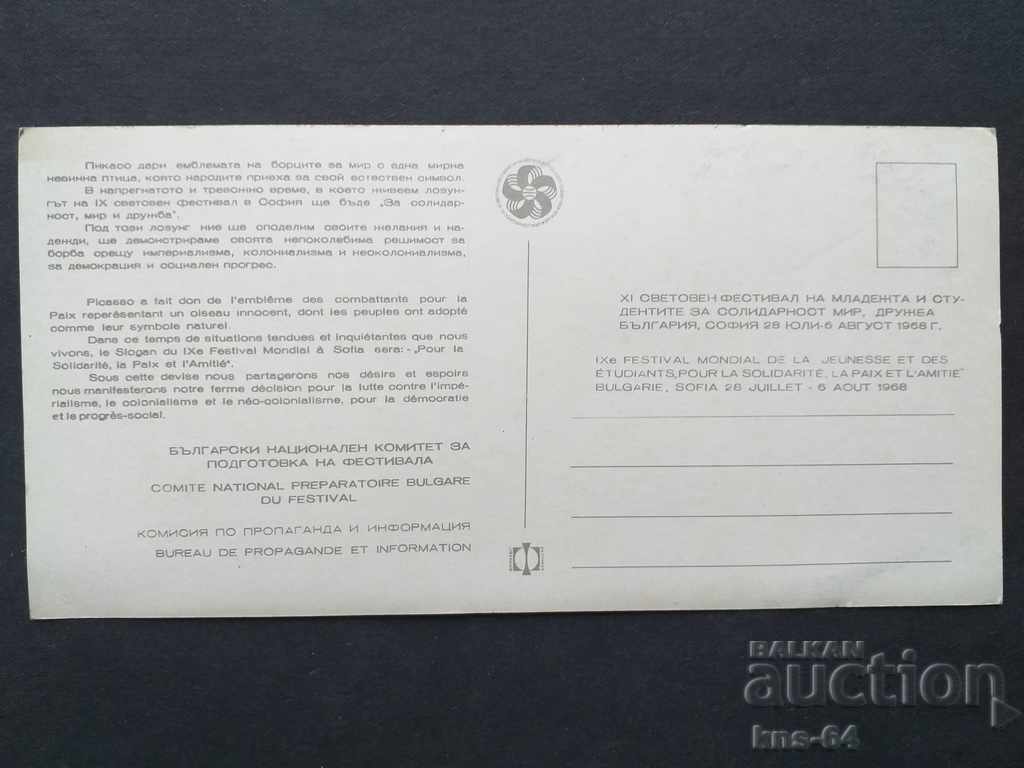 Пикасо дари емблемата на борците за мир с една мирна
невинна птица, която народите приеха за свой естествен символ.
В напрегнатото и тревожно време, в което живеем лозун-
гът на IX световен фестивал в София ще бъде „За солидар-
ност, мир и дружба".
Под този лозунг ние ще споделим своите желания и на-
дежди, ще демонстрираме своята непоколебима решимост за
борба срещу империализма, колониализма и неоколониализма,
за демокрация и социален прогрес.
Picasso a fait don de l'emblême des combattants pour la
Paix reperésentant un oiseau innocent, dont les peuples ont adopté
comme leur symbole naturel.
Dans ce temps de situations tendues et inquiétantes que nous
vivons, le Slogan du IXe Festival Mondial à Sofia sera:-„Pour la
Solidarité, la Paix et l'Amitié".
Sous cette devise nous partagerons nos désirs et espoirs
nous manifesterons notre ferme décision pour la lutte contre l'impé-
rialisme, le colonialisme et le néo-colonialisme, pour la démocratie
et le progrès-social.
БЪЛГАРСКИ НАЦИОНАЛЕН КОМИТЕТ ЗА
ПОДГОТОВКА НА ФЕСТИВАЛА
COMITE NATIONAL PREPARATOIRE BULGARE
DU FESTIVAL
КОМИСИЯ ПО ПРОПАГАНДА И ИНФОРМАЦИЯ
BUREAU DE PROPAGANDE ET INFORMATION
XI СВЕТОВЕН ФЕСТИВАЛ НА МЛАДЕЖТА И СТУ-
ДЕНТИТЕ ЗА СОЛИДАРНОСТ МИР, ДРУЖБА
БЪЛГАРИЯ, СОФИЯ 28 ЮЛИ-6 АВГУСТ 1968 Г.
IXe FESTIVAL MONDIAL DE LA JEUNESSE ET DES
ÉTUDIANTS,POUR LA SOLIDARITÉ, LA PAIX ET L'AMITIÉ"
BULGARIE, SOFIA 28 JUILLET - 6 AOUT 1968
BALKAN
auction
kns-64